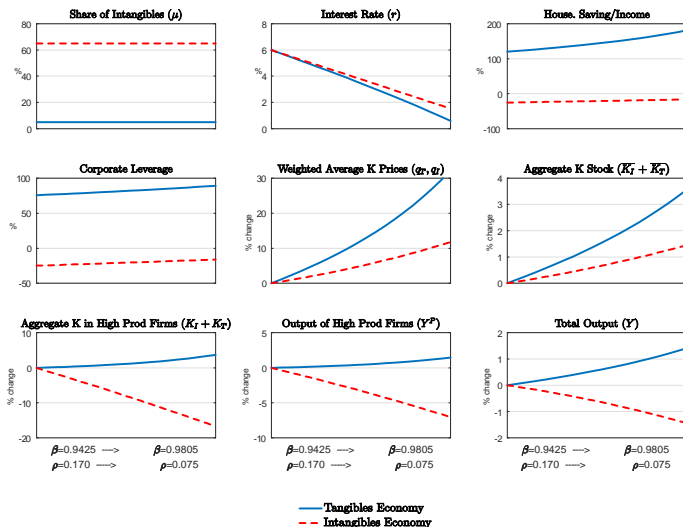 Share of Intangibles (μ)
Interest Rate (r)
House. Saving/Income
80
60
40
20
0
%
8
6
4
2
0
%
200
100
0
-100
%
Corporate Leverage
Weighted Average K Prices (q_T, q_I)
Aggregate K Stock (K̅_I + K̅_T)
100
50
0
-50
%
30
20
10
0
% change
4
3
2
1
0
% change
Aggregate K in High Prod Firms (K_I + K_T)
Output of High Prod Firms (Y^P)
Total Output (Y)
10
0
-10
-20
% change
5
0
-5
-10
% change
2
1
0
-1
-2
% change
β=0.9425 ---> β=0.9805
β=0.9425 ---> β=0.9805
β=0.9425 ---> β=0.9805
ρ=0.170 ----> ρ=0.075
ρ=0.170 ----> ρ=0.075
ρ=0.170 ----> ρ=0.075
Tangibles Economy
Intangibles Economy